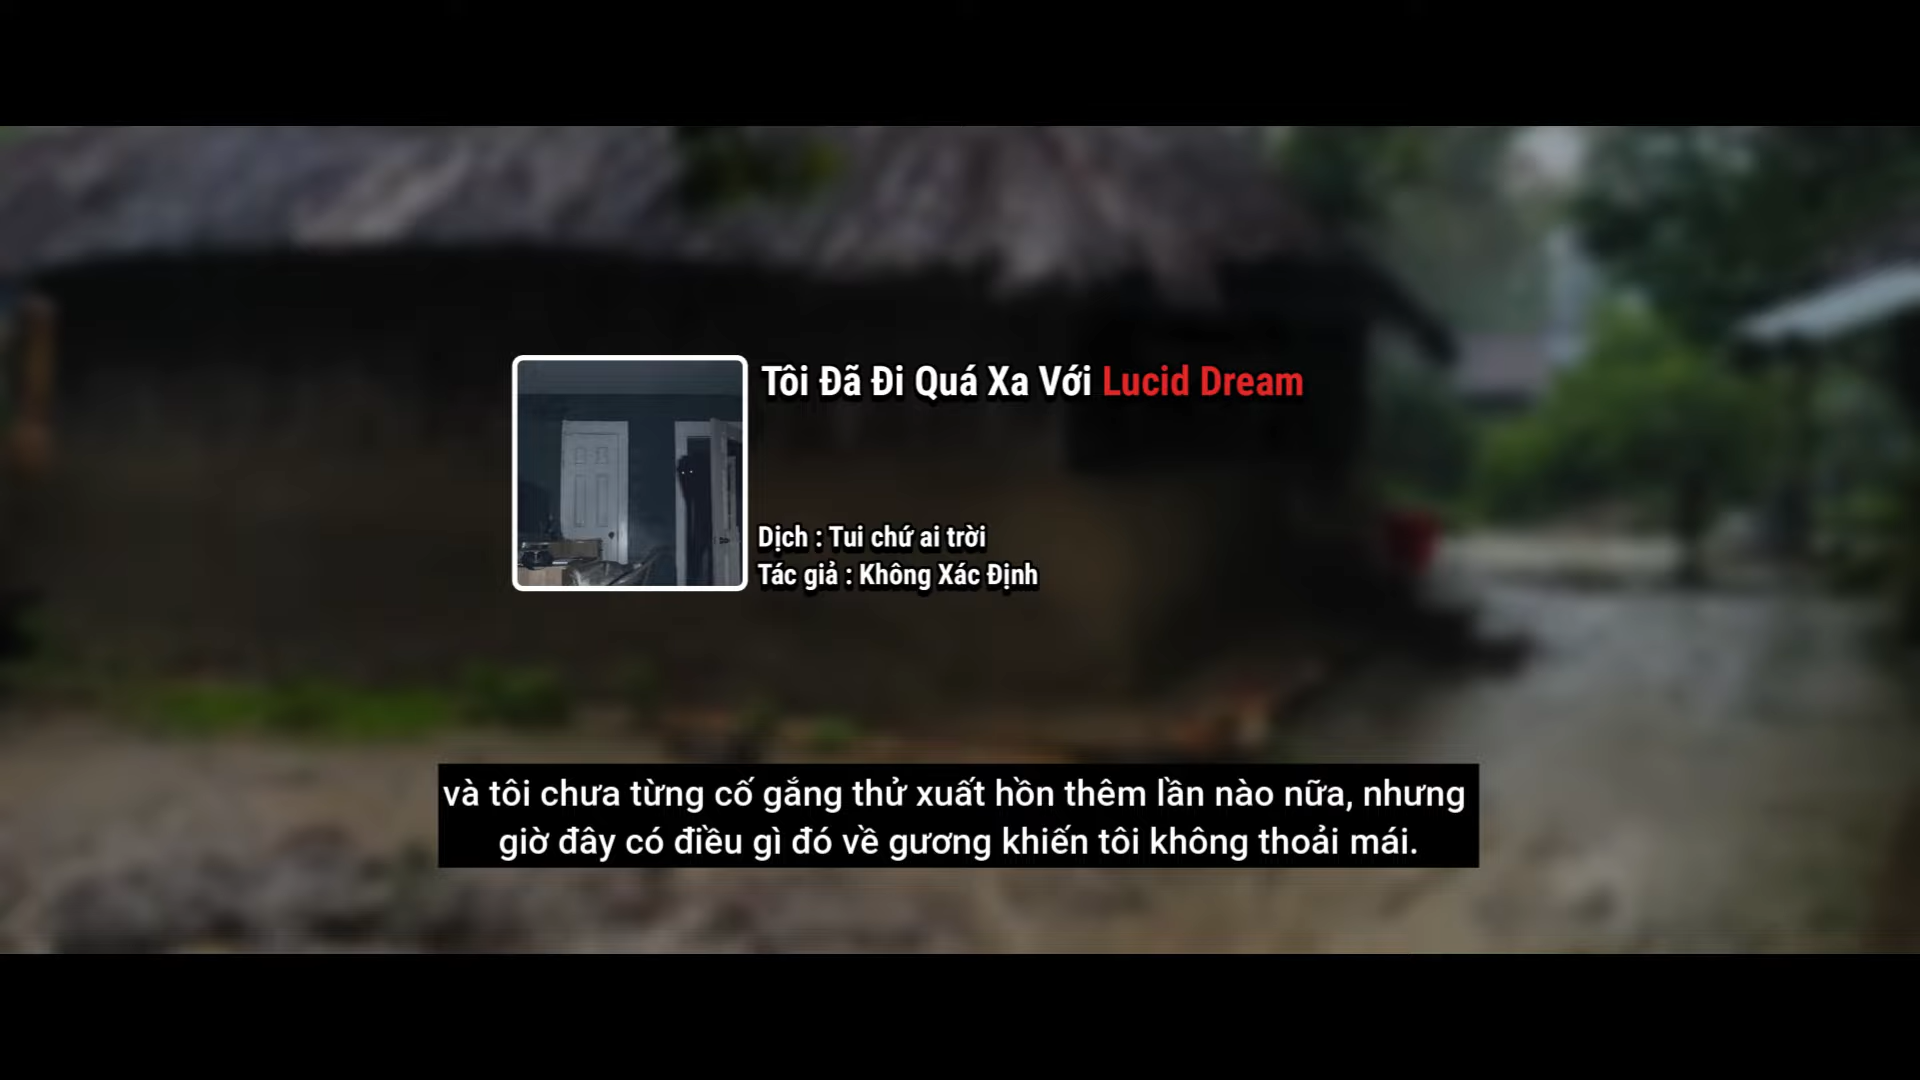 Tôi Đã Đi Quá Xa Với Lucid Dream
Dịch : Tui chứ ai trời
Tác giả : Không Xác Định
và tôi chưa từng cố gắng thử xuất hồn thêm lần nào nữa, nhưng
giờ đây có điều gì đó về gương khiến tôi không thoải mái.